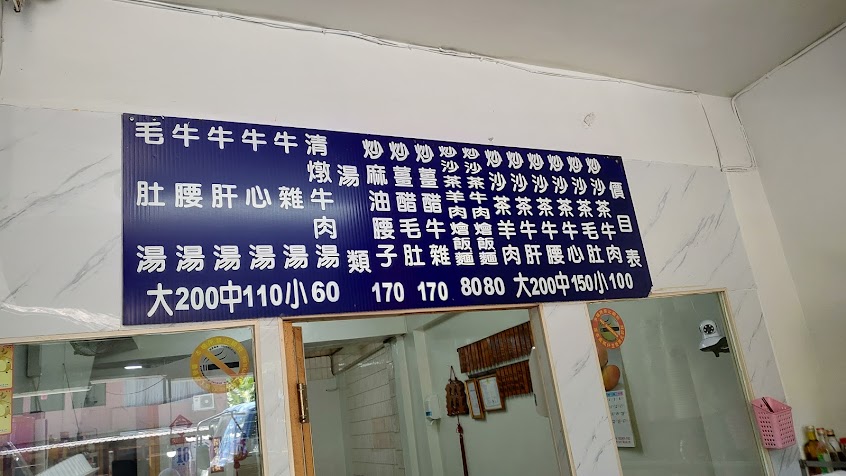 價目表
炒沙茶牛肉
炒沙茶毛肚
炒沙茶牛心
炒沙茶牛腰
炒沙茶牛肝
炒沙茶羊肉
大200中150小100
炒沙茶牛肉燴飯麵
80
炒沙茶羊肉燴飯麵
80
炒薑醋牛雜
170
炒薑醋毛肚
炒麻油腰子
170
湯類
清燉牛肉湯
牛雜湯
牛心湯
牛肝湯
牛腰湯
毛肚湯
大200中110小60